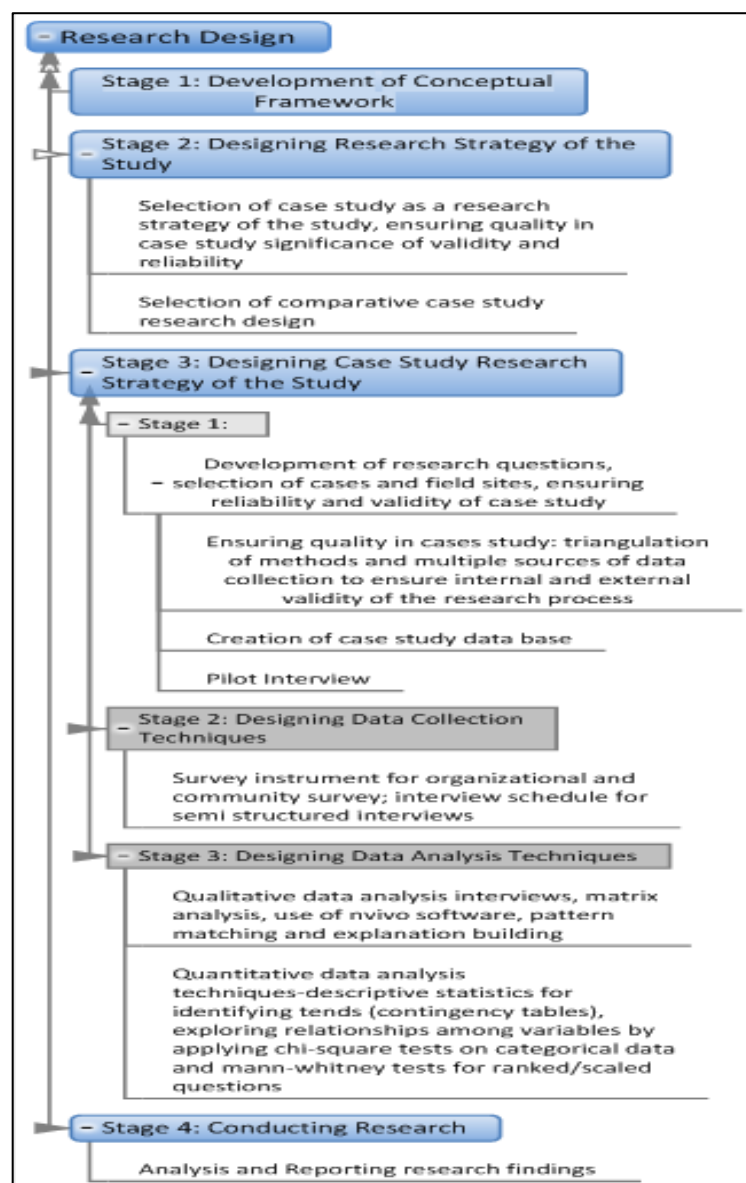 Research Design
Stage 1: Development of Conceptual
Framework
Stage 2: Designing Research Strategy of the
Study
Selection of case study as a research
strategy of the study, ensuring quality in
case study significance of validity and
reliability
Selection of comparative case study
research design
Stage 3: Designing Case Study Research
Strategy of the Study
Stage 1:
Development of research questions,
selection of cases and field sites, ensuring
reliability and validity of case study
Ensuring quality in cases study: triangulation
of methods and multiple sources of data
collection to ensure internal and external
validity of the research process
Creation of case study data base
Pilot Interview
Stage 2: Designing Data Collection
Techniques
Survey instrument for organizational and
community survey; interview schedule for
semi structured interviews
Stage 3: Designing Data Analysis Techniques
Qualitative data analysis interviews, matrix
analysis, use of nvivo software, pattern
matching and explanation building
Quantitative data analysis
techniques-descriptive statistics for
identifying tends (contingency tables),
exploring relationships among variables by
applying chi-square tests on categorical data
and mann-whitney tests for ranked/scaled
questions
Stage 4: Conducting Research
Analysis and Reporting research findings